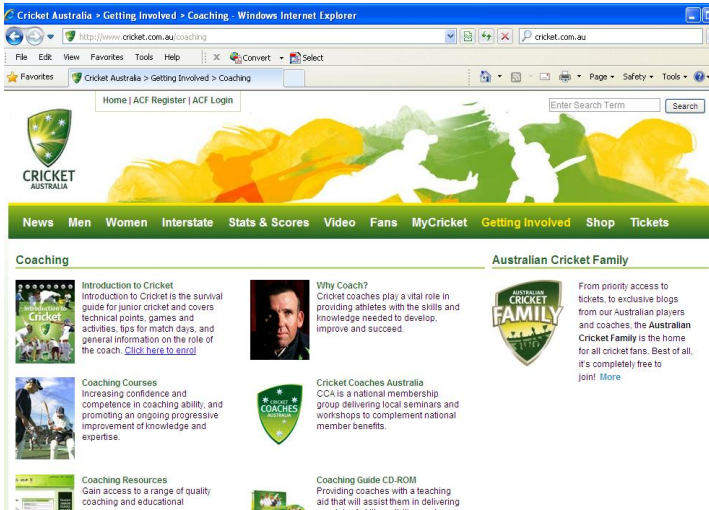 Cricket Australia > Getting Involved > Coaching - Windows Internet Explorer
http://www.cricket.com.au/coaching
cricket.com.au
File Edit View Favorites Tools Help X Convert Select
Favorites Cricket Australia > Getting Involved > Coaching Page Safety Tools
Home | ACF Register | ACF Login
Enter Search Term Search
CRICKET
AUSTRALIA
News Men Women Interstate Stats & Scores Video Fans MyCricket Getting Involved Shop Tickets
Coaching
Introduction to Cricket
Introduction to Cricket is the survival
guide for junior cricket and covers
technical points, games and
activities, tips for match days, and
general information on the role of
the coach. Click here to enrol
Introduction to
Cricket
Why Coach?
Cricket coaches play a vital role in
providing athletes with the skills and
knowledge needed to develop,
improve and succeed.
Coaching Courses
Increasing confidence and
competence in coaching ability, and
promoting an ongoing progressive
improvement of knowledge and
expertise.
CRICKET
COACHES
AUSTRALIA
Cricket Coaches Australia
CCA is a national membership
group delivering local seminars and
workshops to complement national
member benefits.
Coaching Resources
Gain access to a range of quality
coaching and educational
Coaching Guide CD-ROM
Providing coaches with a teaching
aid that will assist them in delivering
Australian Cricket Family
AUSTRALIAN
CRICKET
FAMILY
From priority access to
tickets, to exclusive blogs
from our Australian players
and coaches, the Australian
Cricket Family is the home
for all cricket fans. Best of all,
it's completely free to
join! More